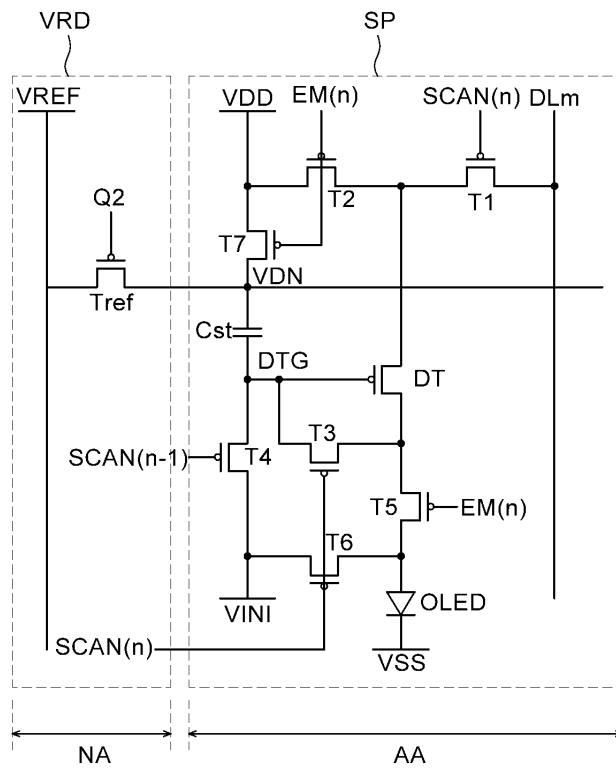 VRD SP
VREF VDD EM(n) SCAN(n) DLm
T2 T1
Q2 T7
VDN
Tref
Cst
DTG
DT
T3
SCAN(n-1) T4
T5 EM(n)
T6
VINI OLED
SCAN(n) VSS
NA AA